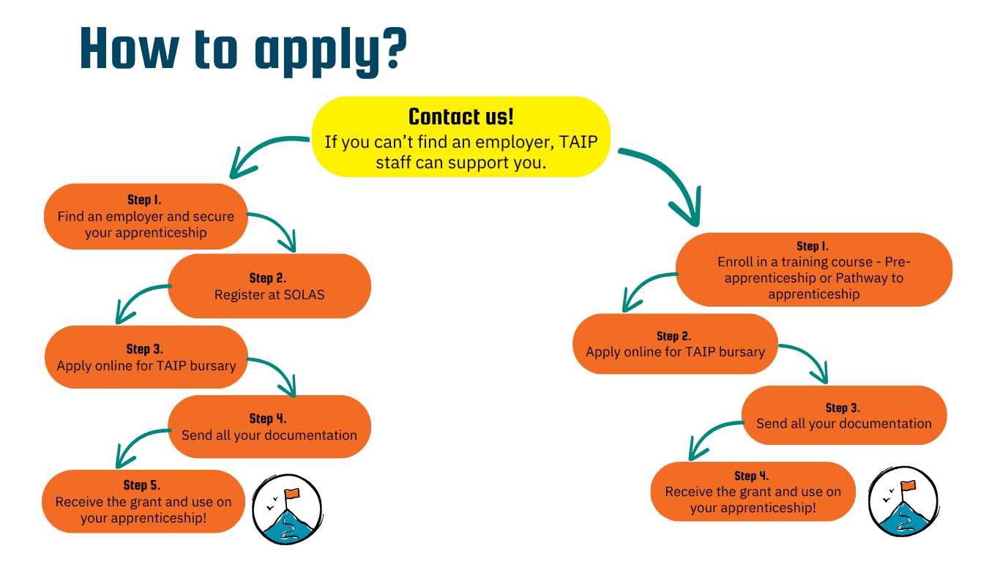 How to apply?
Contact us!
If you can’t find an employer, TAIP
staff can support you.
Step 1.
Find an employer and secure
your apprenticeship
Step 2.
Register at SOLAS
Step 3.
Apply online for TAIP bursary
Step 4.
Send all your documentation
Step 5.
Receive the grant and use on
your apprenticeship!
Step 1.
Enroll in a training course - Pre-
apprenticeship or Pathway to
apprenticeship
Step 2.
Apply online for TAIP bursary
Step 3.
Send all your documentation
Step 4.
Receive the grant and use on
your apprenticeship!